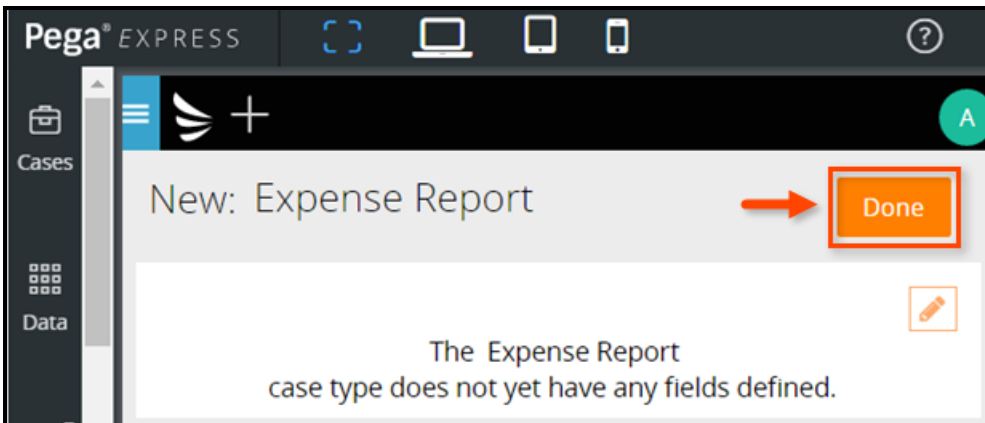 Pega® EXPRESS
?
A
Cases
New: Expense Report
Done
Data
The Expense Report
case type does not yet have any fields defined.